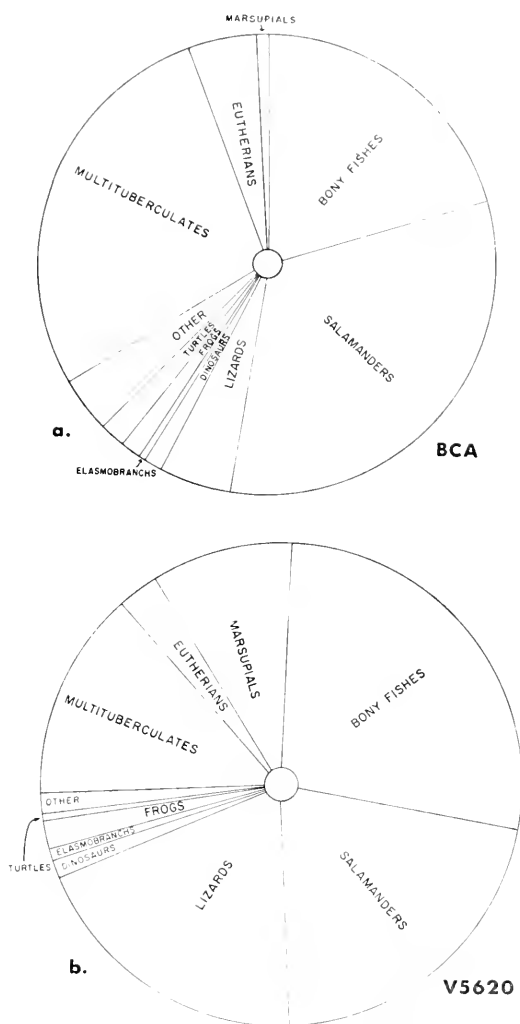 MARSUPIALS
EUTHERIANS
BONY FISHES
MULTITUBERCULATES
SALAMANDERS
OTHER
TURTLES
FROGS
DINOSAURS
LIZARDS
a.
BCA
ELASMOBRANCHS
MARSUPIALS
EUTHERIANS
BONY FISHES
MULTITUBERCULATES
OTHER
FROGS
ELASMOBRANCHS
TURTLES
DINOSAURS
LIZARDS
SALAMANDERS
b.
V5620